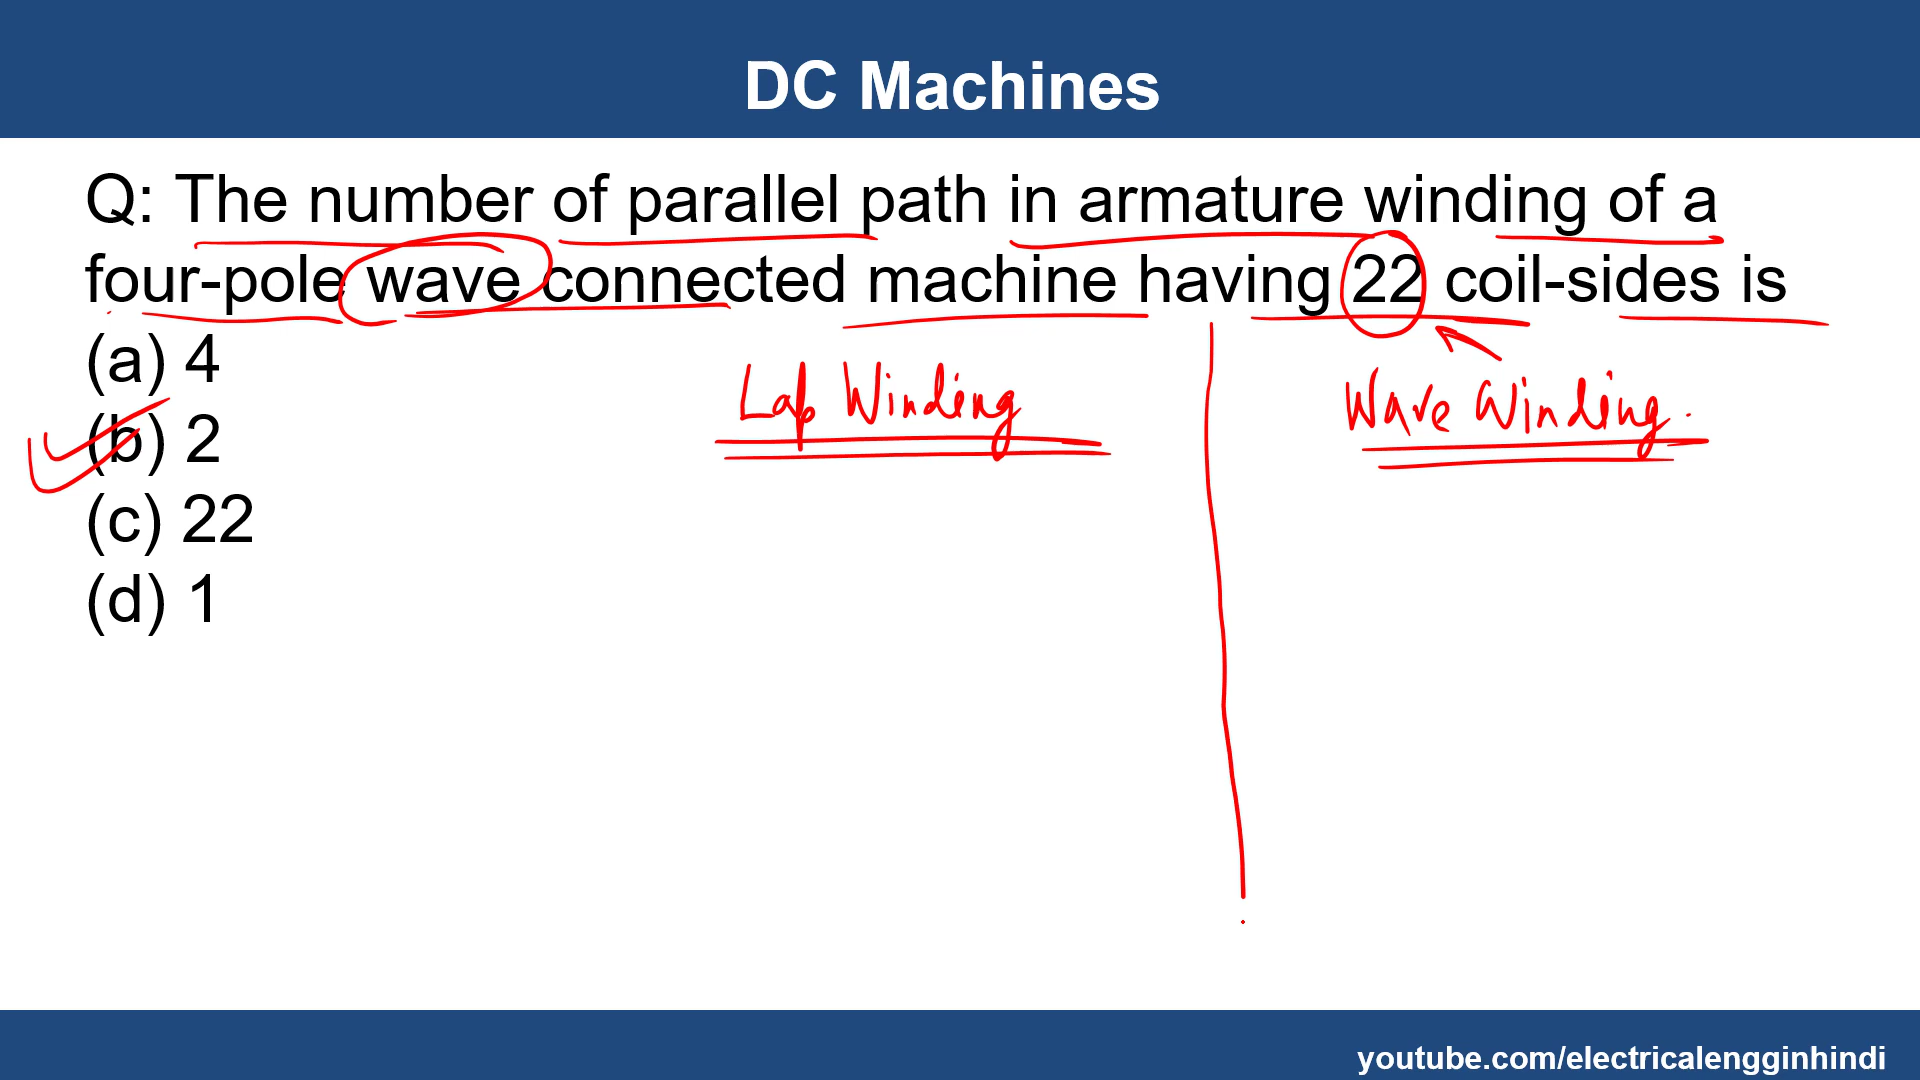 DC Machines
Q: The number of parallel path in armature winding of a
four-pole wave connected machine having 22 coil-sides is
(a) 4
(b) 2
(c) 22
(d) 1
Lap Winding
Wave Winding.
youtube.com/electricalengginhindi